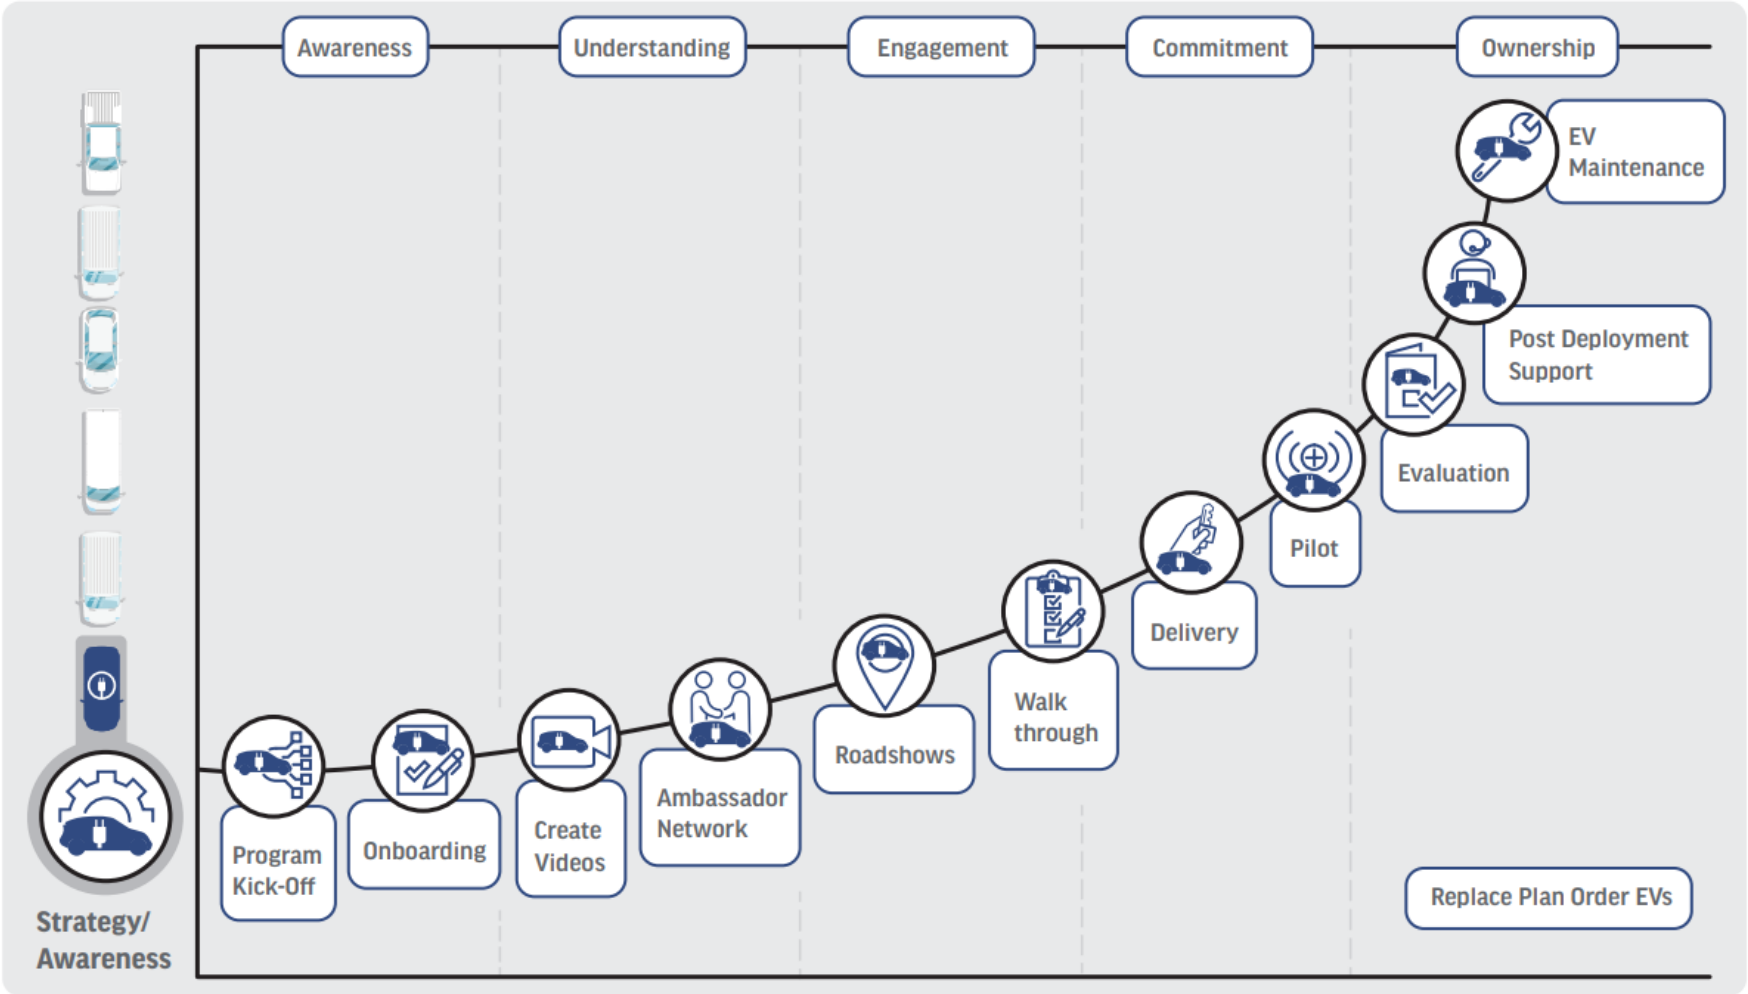 Awareness
Understanding
Engagement
Commitment
Ownership
EV
Maintenance
Post Deployment
Support
Evaluation
Pilot
Delivery
Walk
through
Roadshows
Ambassador
Network
Create
Videos
Onboarding
Program
Kick-Off
Replace Plan Order EVs
Strategy/
Awareness